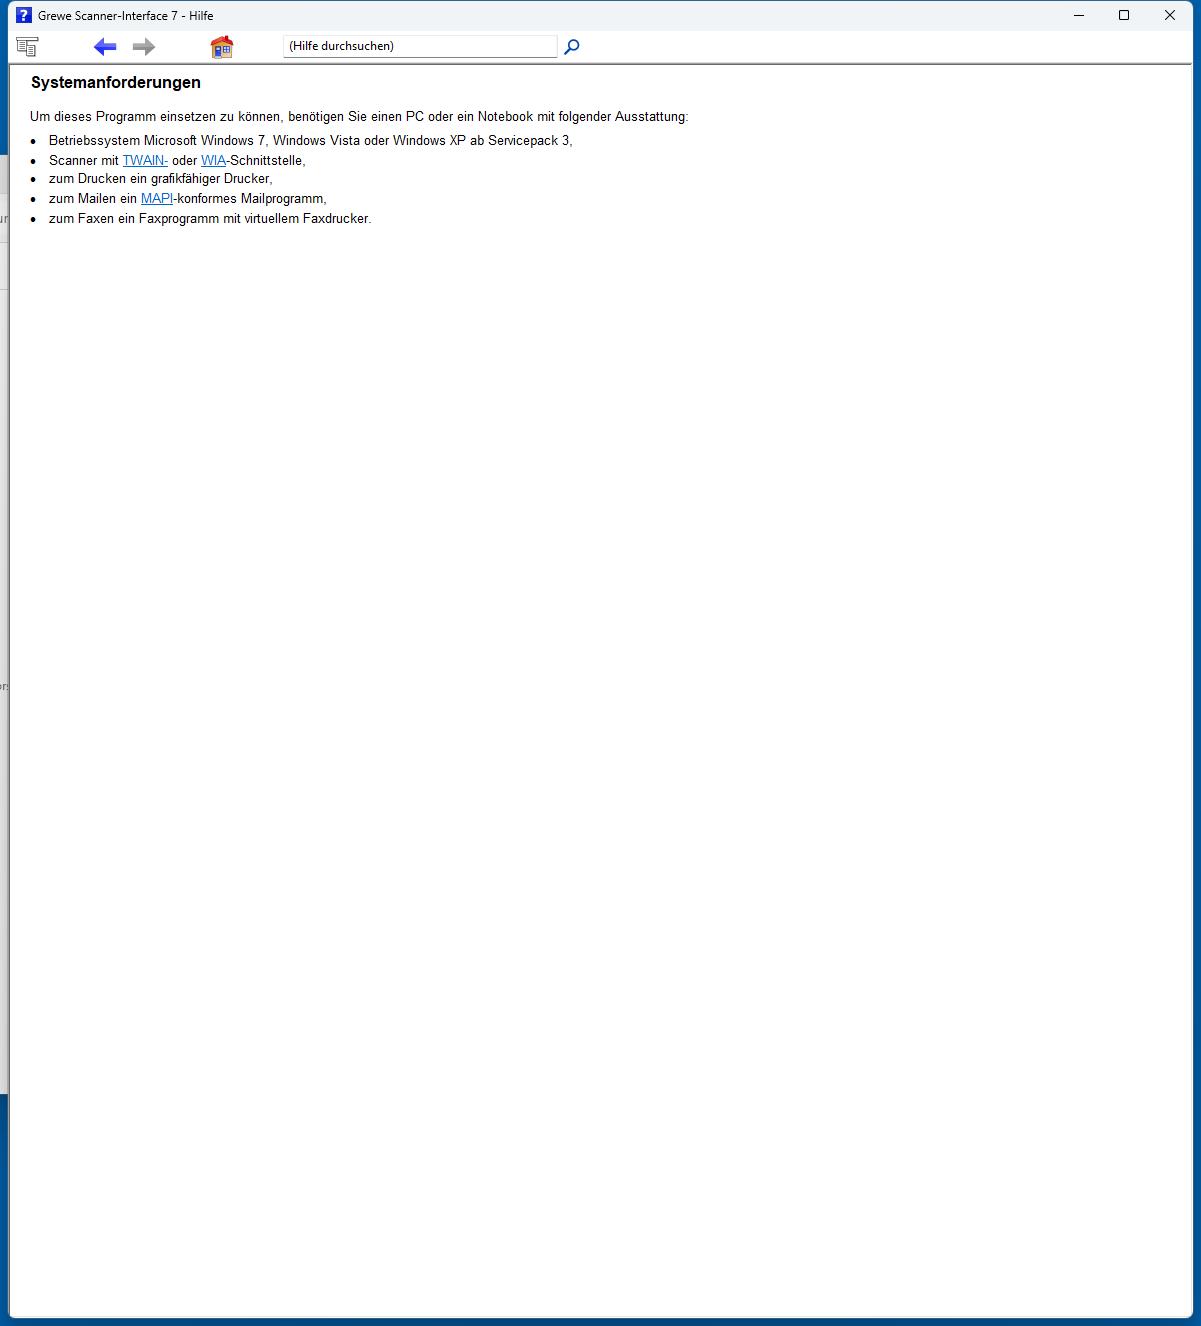 Grewe Scanner-Interface 7 - Hilfe
(Hilfe durchsuchen)
Systemanforderungen
Um dieses Programm einsetzen zu können, benötigen Sie einen PC oder ein Notebook mit folgender Ausstattung:
• Betriebssystem Microsoft Windows 7, Windows Vista oder Windows XP ab Servicepack 3,
• Scanner mit TWAIN- oder WIA-Schnittstelle,
• zum Drucken ein grafikfähiger Drucker,
• zum Mailen ein MAPI-konformes Mailprogramm,
• zum Faxen ein Faxprogramm mit virtuellem Faxdrucker.